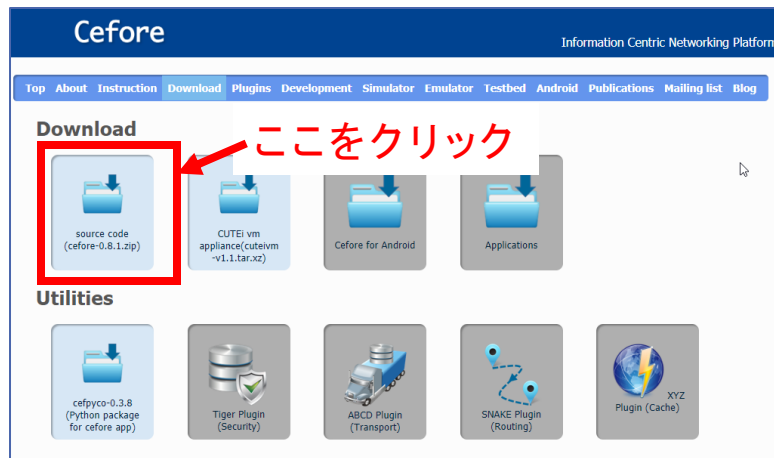 Cefore
Information Centric Networking Platform
Top About Instruction Download Plugins Development Simulator Emulator Testbed Android Publications Mailing list Blog
Download
ここをクリック
source code
(cefore-0.8.1.zip)
CUTEi vm
appliance(cuteivm
-v1.1.tar.xz)
Cefore for Android
Applications
Utilities
cefpyco-0.3.8
(Python package
for cefore app)
Tiger Plugin
(Security)
ABCD Plugin
(Transport)
SNAKE Plugin
(Routing)
XYZ
Plugin (Cache)